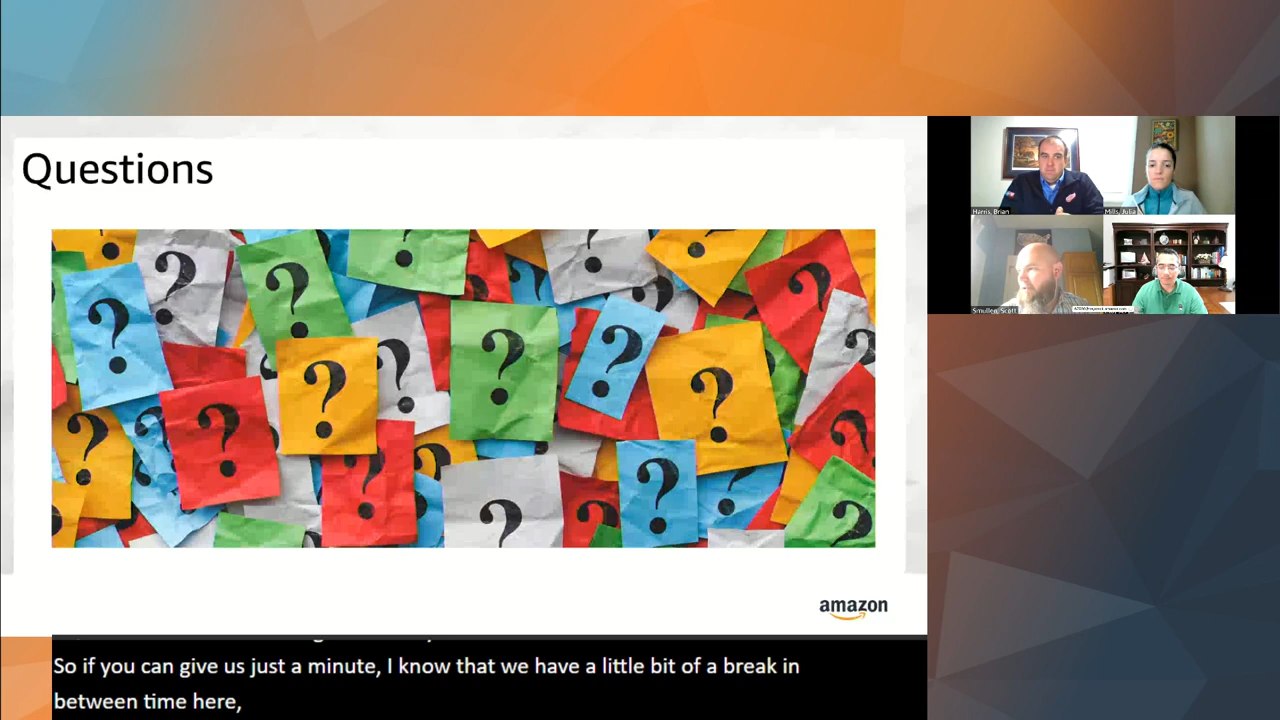 Questions
Harris, Brian
Mills, Julia
Smullen, Scott
amazon
So if you can give us just a minute, I know that we have a little bit of a break in
between time here,